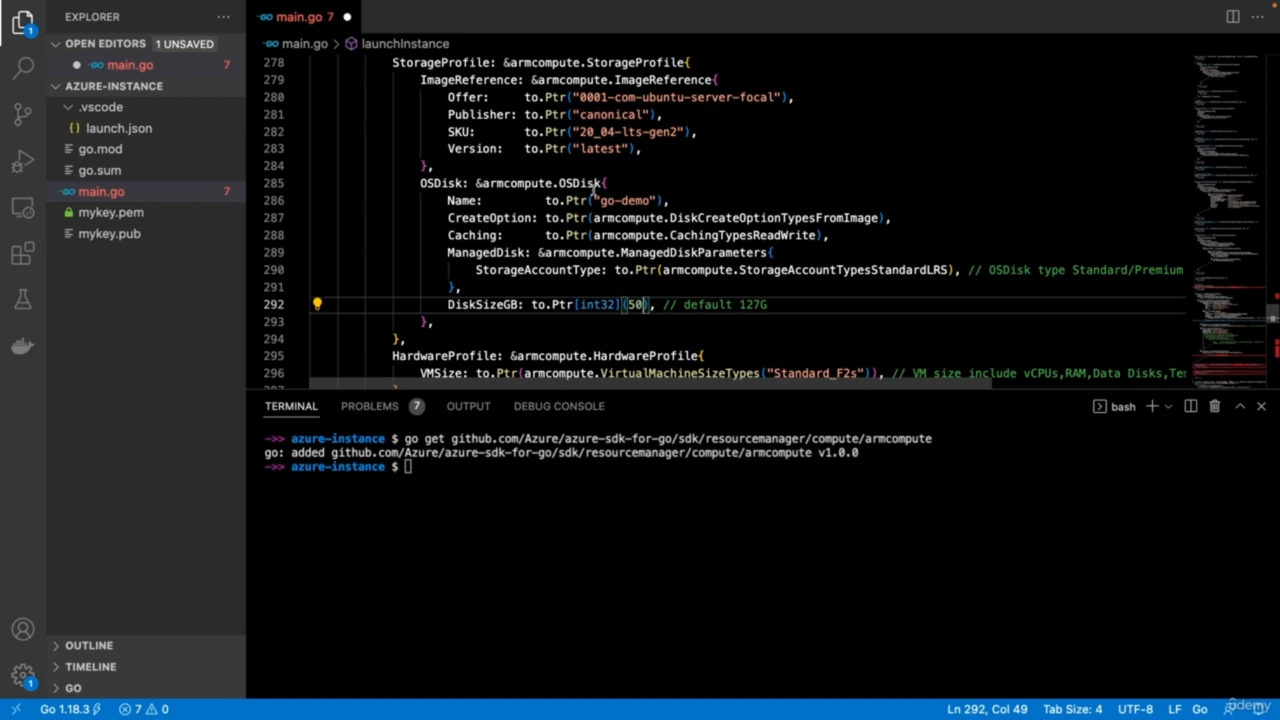 EXPLORER
OPEN EDITORS 1 UNSAVED
main.go 7
AZURE-INSTANCE
.vscode
{} launch.json
go.mod
go.sum
main.go 7
mykey.pem
mykey.pub
OUTLINE
TIMELINE
GO
main.go 7
main.go > launchInstance
278 StorageProfile: &armcompute.StorageProfile{
279 ImageReference: &armcompute.ImageReference{
280 Offer: to.Ptr("0001-com-ubuntu-server-focal"),
281 Publisher: to.Ptr("canonical"),
282 SKU: to.Ptr("20_04-lts-gen2"),
283 Version: to.Ptr("latest"),
284 },
285 OSDisk: &armcompute.OSDisk{
286 Name: to.Ptr("go-demo"),
287 CreateOption: to.Ptr(armcompute.DiskCreateOptionTypesFromImage),
288 Caching: to.Ptr(armcompute.CachingTypesReadWrite),
289 ManagedDisk: &armcompute.ManagedDiskParameters{
290 StorageAccountType: to.Ptr(armcompute.StorageAccountTypesStandardLRS), // OSDisk type Standard/Premium
291 },
292 DiskSizeGB: to.Ptr[int32](50), // default 127G
293 },
294 },
295 HardwareProfile: &armcompute.HardwareProfile{
296 VMSize: to.Ptr(armcompute.VirtualMachineSizeTypes("Standard_F2s")), // VM size include vCPUs,RAM,Data Disks,Te
TERMINAL PROBLEMS 7 OUTPUT DEBUG CONSOLE bash
->> azure-instance $ go get github.com/Azure/azure-sdk-for-go/sdk/resourcemanager/compute/armcompute
go: added github.com/Azure/azure-sdk-for-go/sdk/resourcemanager/compute/armcompute v1.0.0
->> azure-instance $
Go 1.18.3 7 0 Ln 292, Col 49 Tab Size: 4 UTF-8 LF Go
udemy